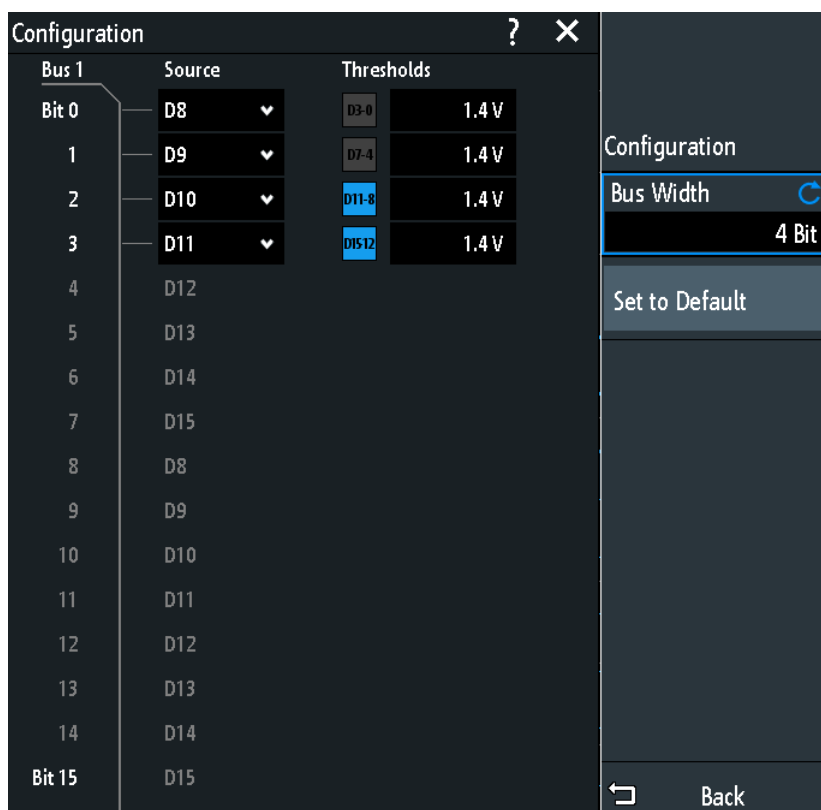 Configuration ? ✕
Bus 1 Source Thresholds
Bit 0 D8 D3-0 1.4 V
1 D9 D7-4 1.4 V
2 D10 D11-8 1.4 V
3 D11 D1512 1.4 V
4 D12
5 D13
6 D14
7 D15
8 D8
9 D9
10 D10
11 D11
12 D12
13 D13
14 D14
Bit 15 D15
Configuration
Bus Width
4 Bit
Set to Default
Back